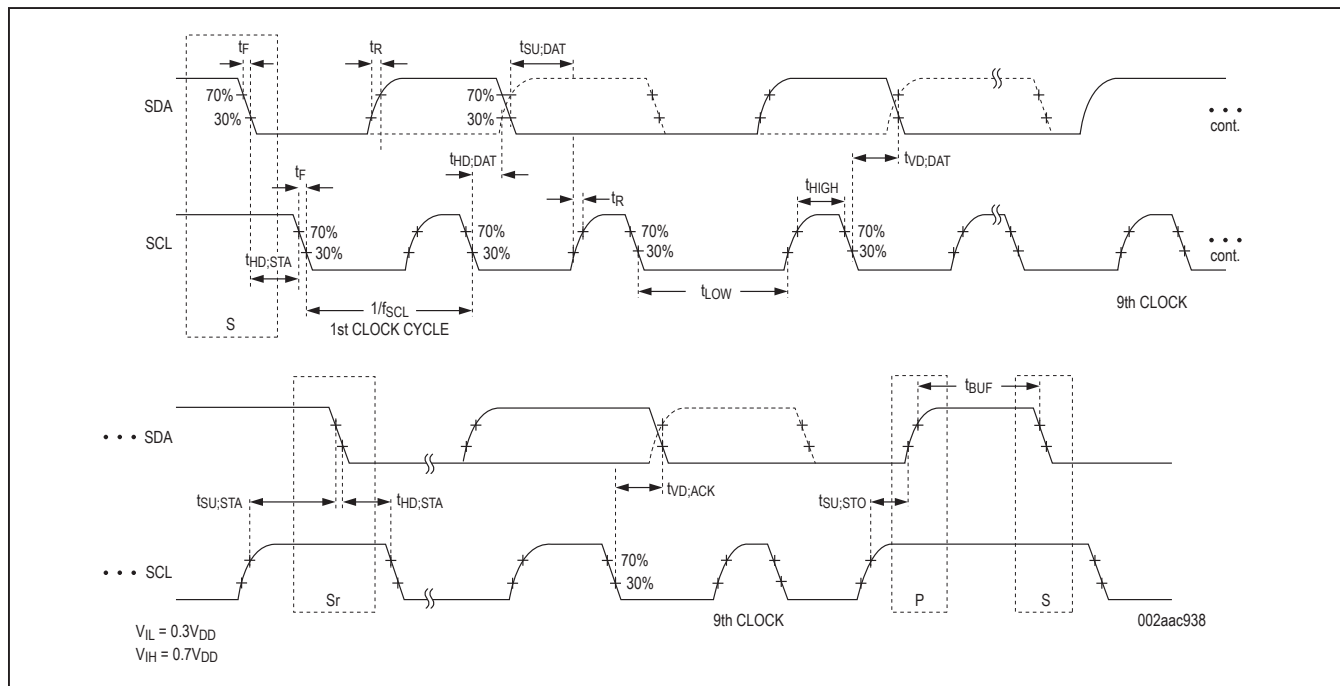 tF
tR
tSU;DAT
SDA
70%
30%
70%
30%
• • •
cont.
tHD;DAT
tVD;DAT
tF
tR
tHIGH
SCL
70%
30%
70%
30%
70%
30%
70%
30%
• • •
cont.
tHD;STA
tLOW
1/fSCL
1st CLOCK CYCLE
S
9th CLOCK
tBUF
• • • SDA
tSU;STA
tHD;STA
tVD;ACK
tSU;STO
• • • SCL
70%
30%
Sr
9th CLOCK
P
S
002aac938
VIL = 0.3VDD
VIH = 0.7VDD